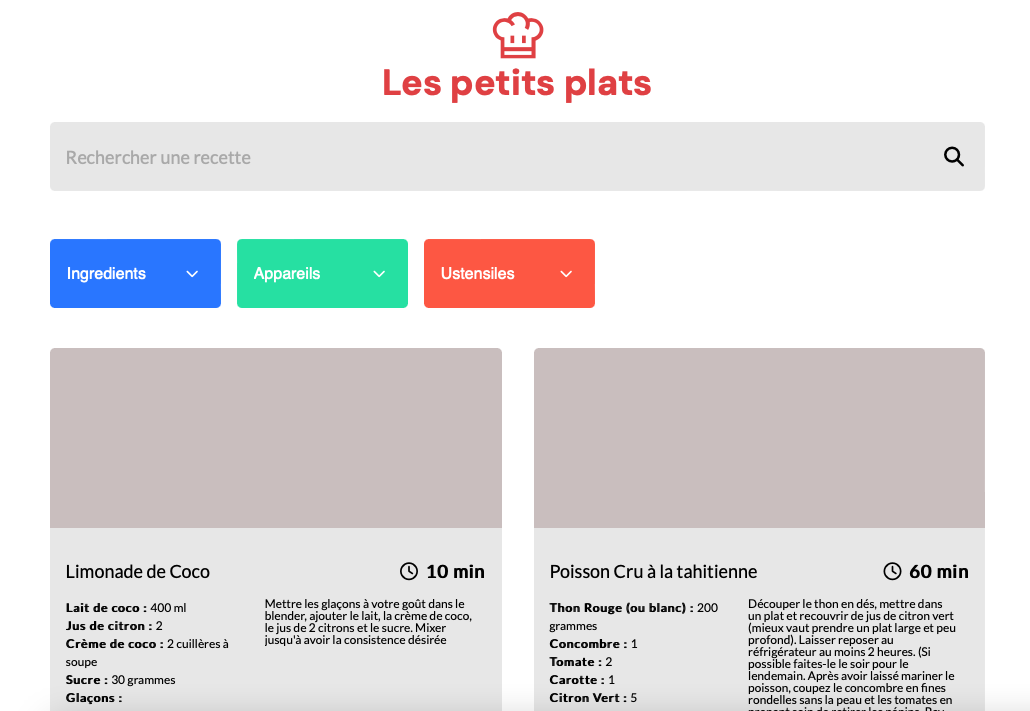 Les petits plats
Rechercher une recette
Ingredients
Appareils
Ustensiles
Limonade de Coco
10 min
Lait de coco : 400 ml
Jus de citron : 2
Crème de coco : 2 cuillères à
soupe
Sucre : 30 grammes
Glaçons :
Mettre les glaçons à votre goût dans le
blender, ajouter le lait, la crème de coco,
le jus de 2 citrons et le sucre. Mixer
jusqu'à avoir la consistence désirée
Poisson Cru à la tahitienne
60 min
Thon Rouge (ou blanc) : 200
grammes
Concombre : 1
Tomate : 2
Carotte : 1
Citron Vert : 5
Découper le thon en dés, mettre dans
un plat et recouvrir de jus de citron vert
(mieux vaut prendre un plat large et peu
profond). Laisser reposer au
réfrigérateur au moins 2 heures. (Si
possible faites-le le soir pour le
lendemain. Après avoir laissé mariner le
poisson, coupez le concombre en fines
rondelles sans la peau et les tomates en